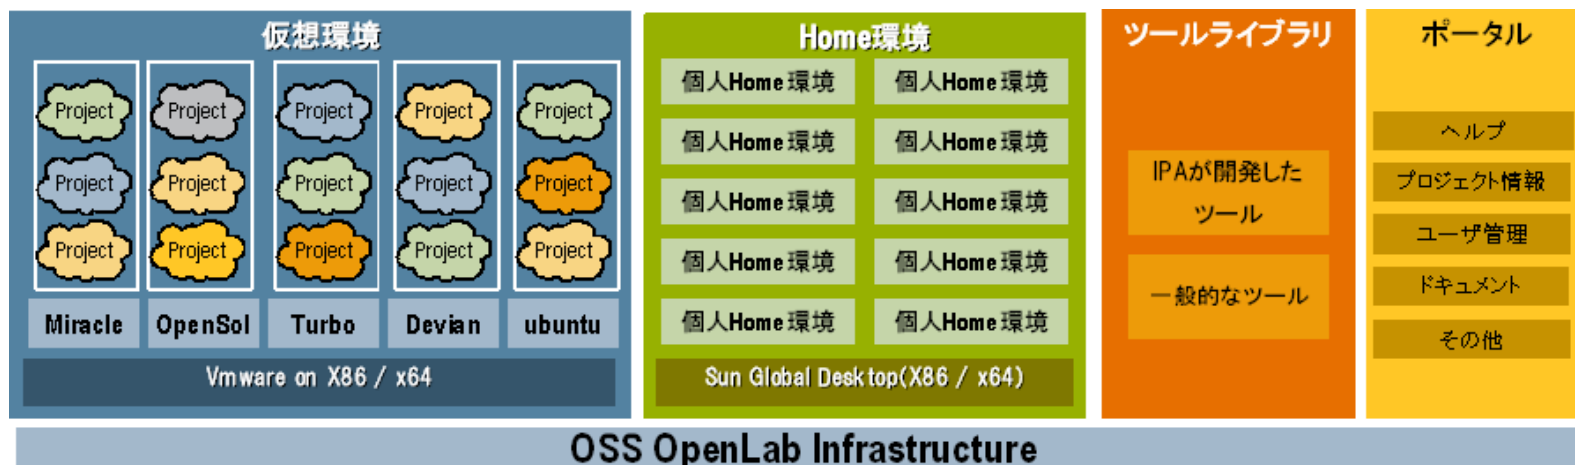 仮想環境
Project Project Project Project Project
Project Project Project Project Project
Project Project Project Project Project
Miracle OpenSol Turbo Devian ubuntu
Vmware on X86 / x64
Home環境
個人Home環境 個人Home環境
個人Home環境 個人Home環境
個人Home環境 個人Home環境
個人Home環境 個人Home環境
個人Home環境 個人Home環境
Sun Global Desktop(X86 / x64)
ツールライブラリ
IPAが開発した
ツール
一般的なツール
ポータル
ヘルプ
プロジェクト情報
ユーザ管理
ドキュメント
その他
OSS OpenLab Infrastructure